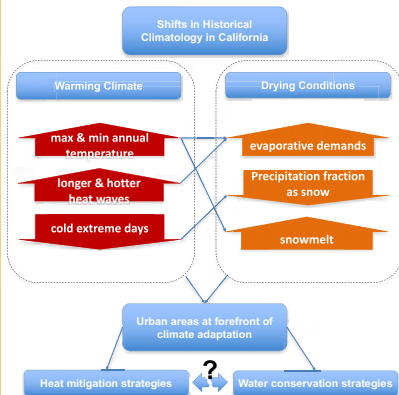 Shifts in Historical
Climatology in California
Warming Climate
Drying Conditions
max & min annual
temperature
longer & hotter
heat waves
cold extreme days
evaporative demands
Precipitation fraction
as snow
snowmelt
Urban areas at forefront of
climate adaptation
?
Heat mitigation strategies
Water conservation strategies